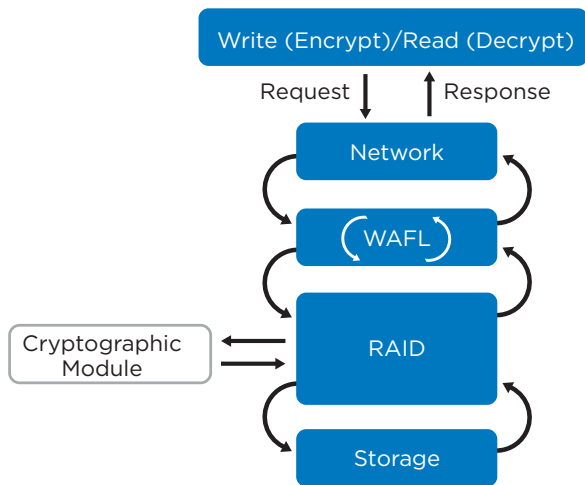 Write (Encrypt)/Read (Decrypt)
Request
Response
Network
WAFL
RAID
Cryptographic
Module
Storage